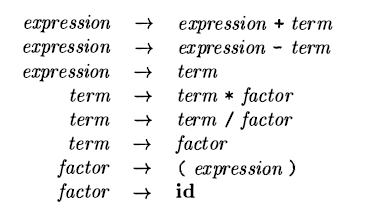 expression → expression + term
expression → expression - term
expression → term
term → term * factor
term → term / factor
term → factor
factor → ( expression )
factor → id